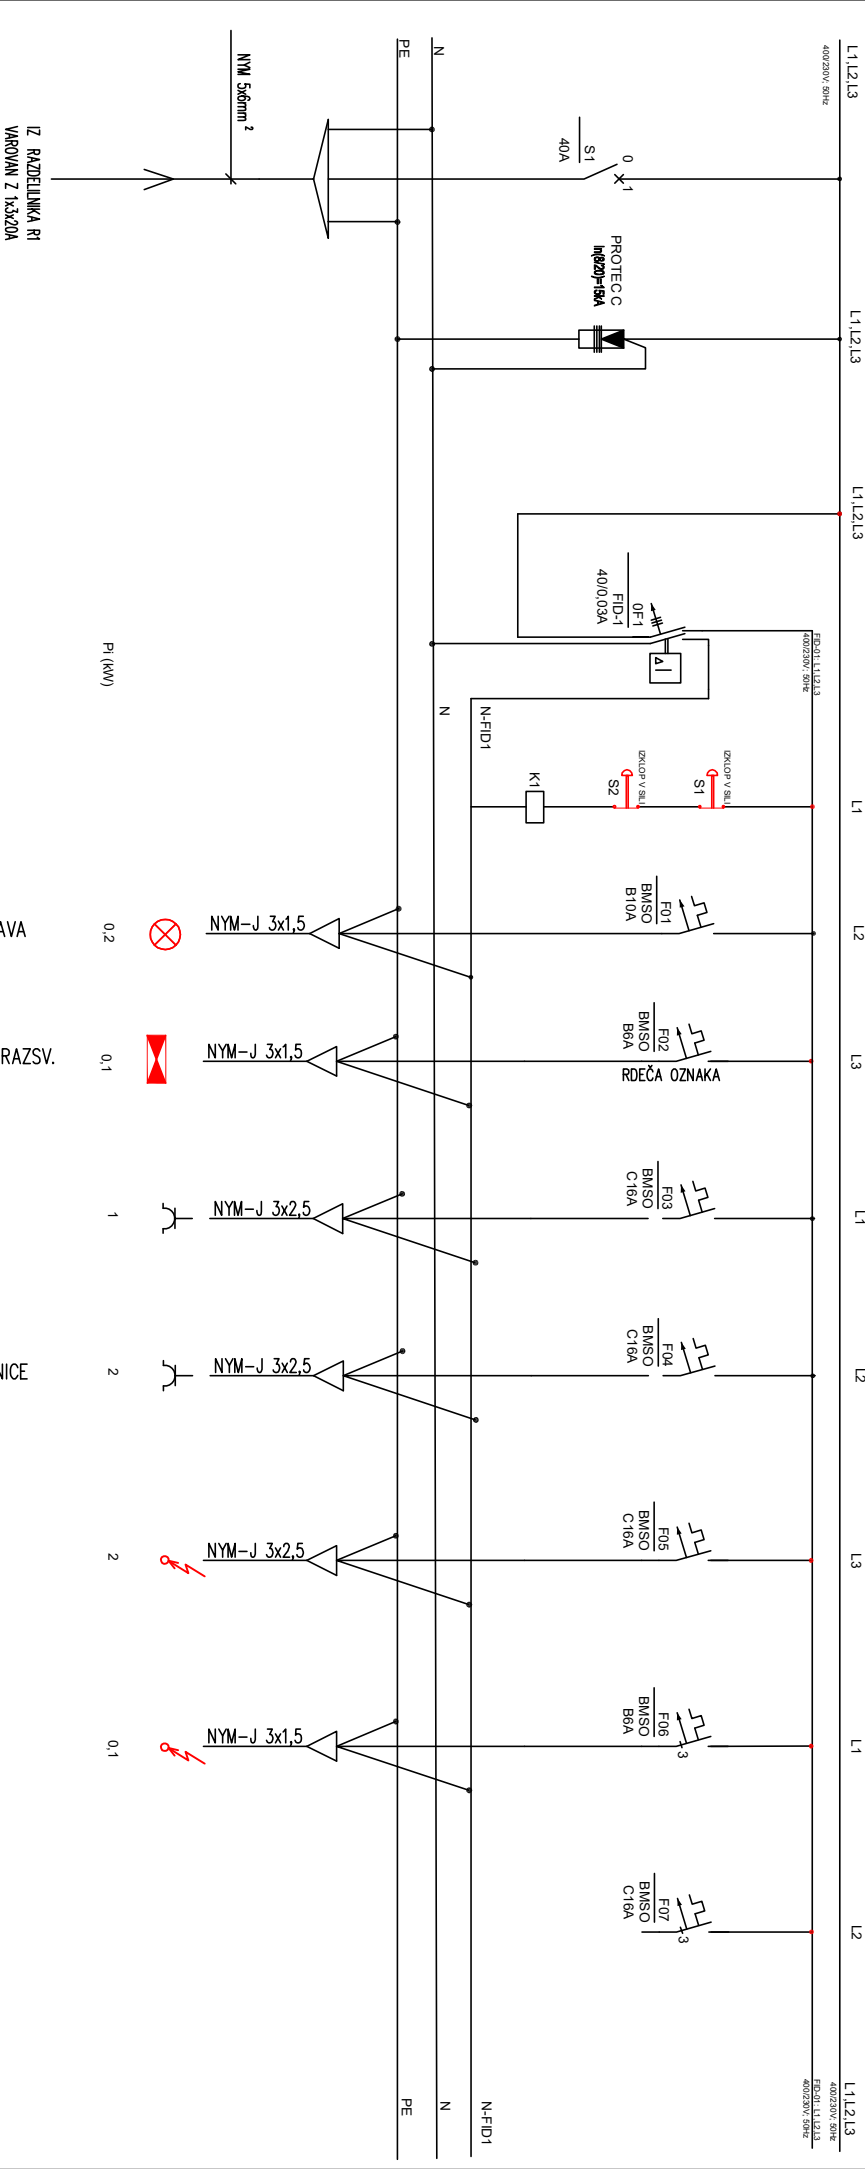 L1,L2,L3
400/230V; 50Hz
L1,L2,L3
L1,L2,L3
FID-01: L1,L2,L3
400/230V; 50Hz
L1
L2
L3
L1
L2
L3
L1
L2
L1,L2,L3
400/230V; 50Hz
FID-01: L1,L2,L3
400/230V; 50Hz
0
1
S1
40A
PROTEC C
In(8/20)=15kA
0F1
FID-1
40/0,03A
Δ I
IZKLOP V SILI
S1
IZKLOP V SILI
S2
K1
F01
BMSO
B10A
F02
BMSO
B6A
RDEČA OZNAKA
F03
BMSO
C16A
F04
BMSO
C16A
F05
BMSO
C16A
F06
BMSO
B6A
3
F07
BMSO
C16A
3
N-FID1
N-FID1
N
N
N
PE
PE
NYM 5x6mm²
NYM-J 3x1,5
NYM-J 3x1,5
NYM-J 3x2,5
NYM-J 3x2,5
NYM-J 3x2,5
NYM-J 3x1,5
Pi (kW)
0,2
0,1
1
2
2
0,1
IZ RAZDELILNIKA R1
VAROVAN Z 1x3x20A
AVA
RAZSV.
NICE